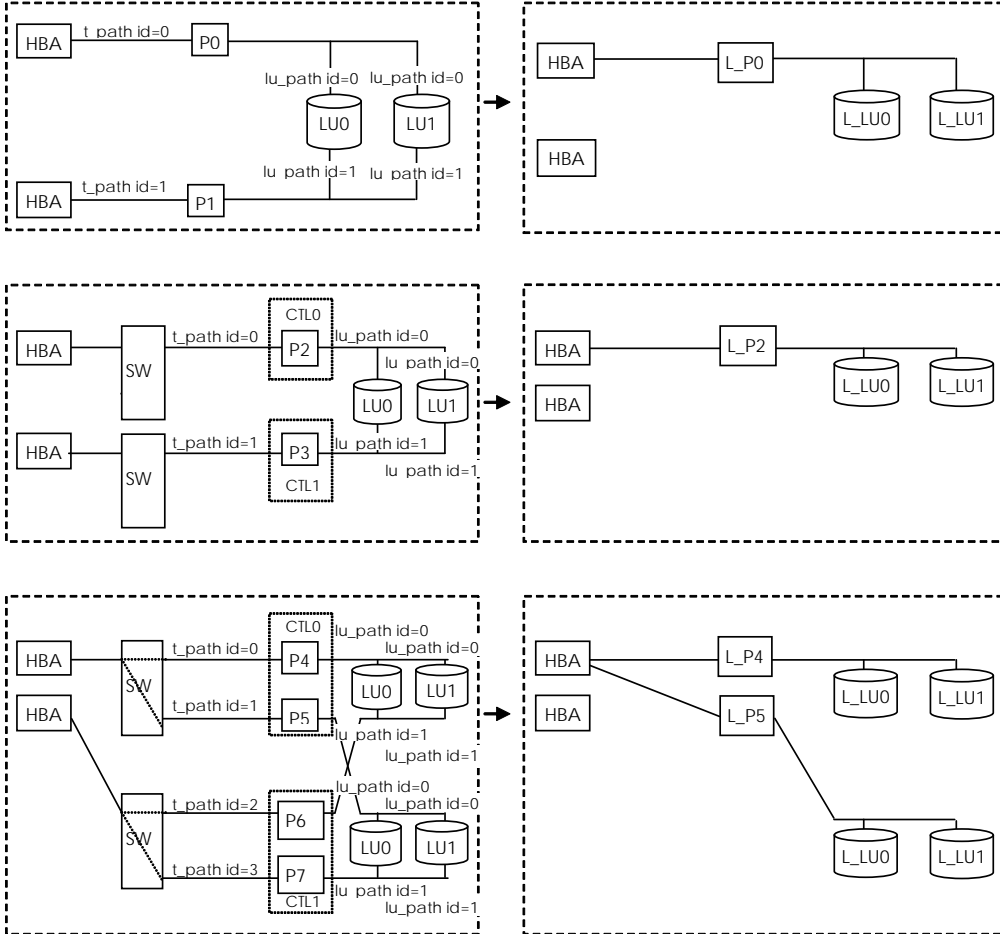 HBA
t_path id=0
P0
lu_path id=0
lu_path id=0
LU0
LU1
lu_path id=1
lu_path id=1
HBA
t_path id=1
P1
HBA
L_P0
L_LU0
L_LU1
HBA
HBA
SW
t_path id=0
CTL0
P2
lu_path id=0
lu_path id=0
LU0
LU1
HBA
SW
t_path id=1
P3
CTL1
lu_path id=1
lu_path id=1
HBA
L_P2
L_LU0
L_LU1
HBA
HBA
HBA
SW
t_path id=0
CTL0
P4
lu_path id=0
lu_path id=0
LU0
LU1
t_path id=1
P5
lu_path id=1
lu_path id=1
SW
t_path id=2
P6
lu_path id=0
lu_path id=0
LU0
LU1
t_path id=3
P7
CTL1
lu_path id=1
lu_path id=1
HBA
L_P4
L_LU0
L_LU1
HBA
L_P5
L_LU0
L_LU1